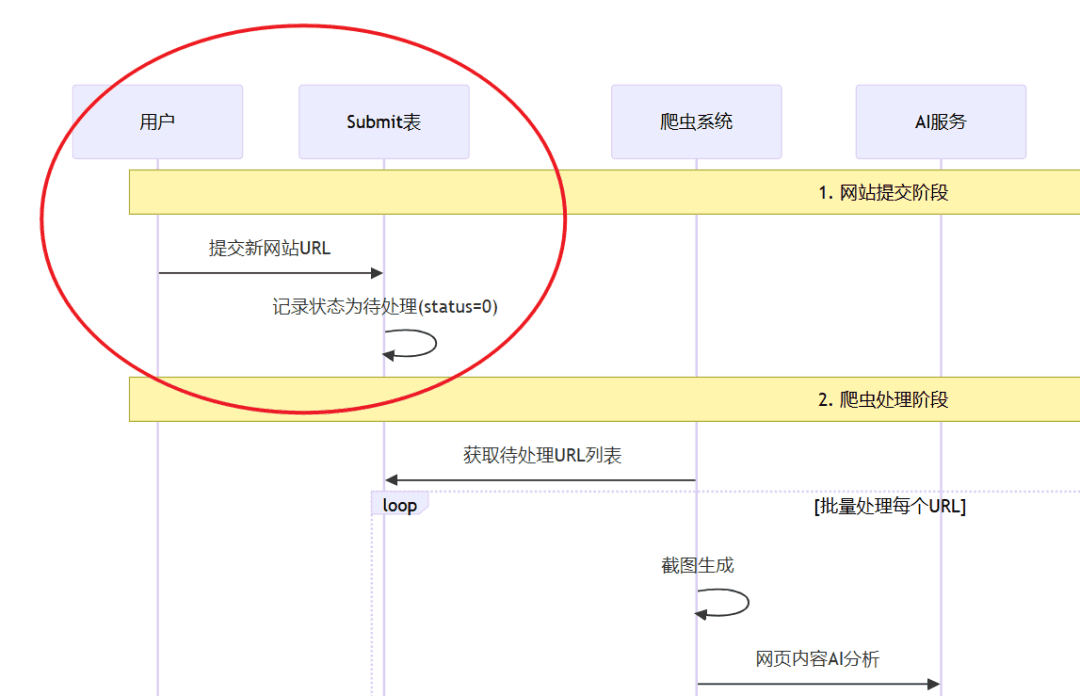 用户
Submit表
爬虫系统
AI服务
1. 网站提交阶段
提交新网站URL
记录状态为待处理(status=0)
2. 爬虫处理阶段
获取待处理URL列表
loop
[批量处理每个URL]
截图生成
网页内容AI分析